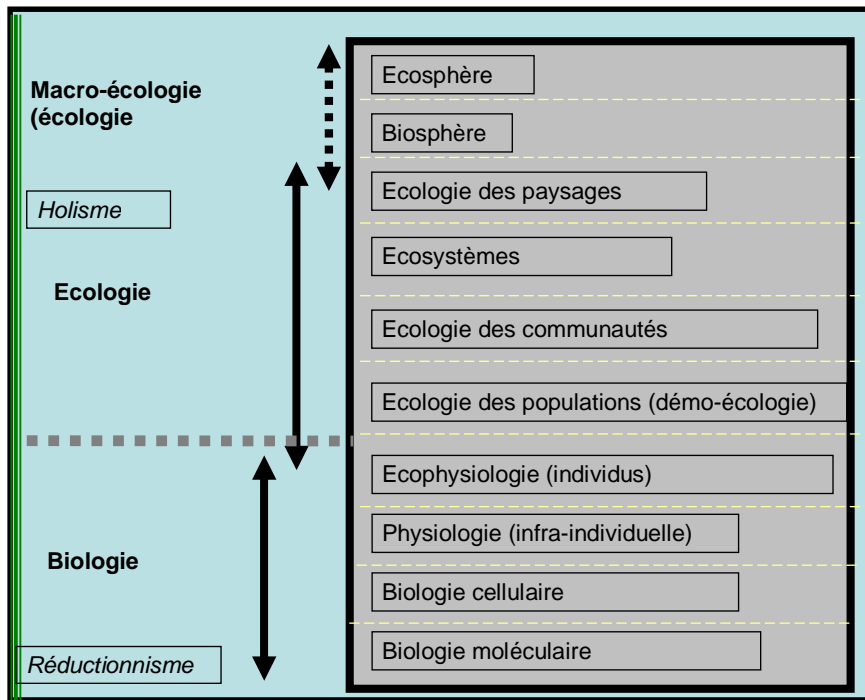 Macro-écologie
(écologie
Holisme
Ecologie
Biologie
Réductionnisme
Ecosphère
Biosphère
Ecologie des paysages
Ecosystèmes
Ecologie des communautés
Ecologie des populations (démo-écologie)
Ecophysiologie (individus)
Physiologie (infra-individuelle)
Biologie cellulaire
Biologie moléculaire